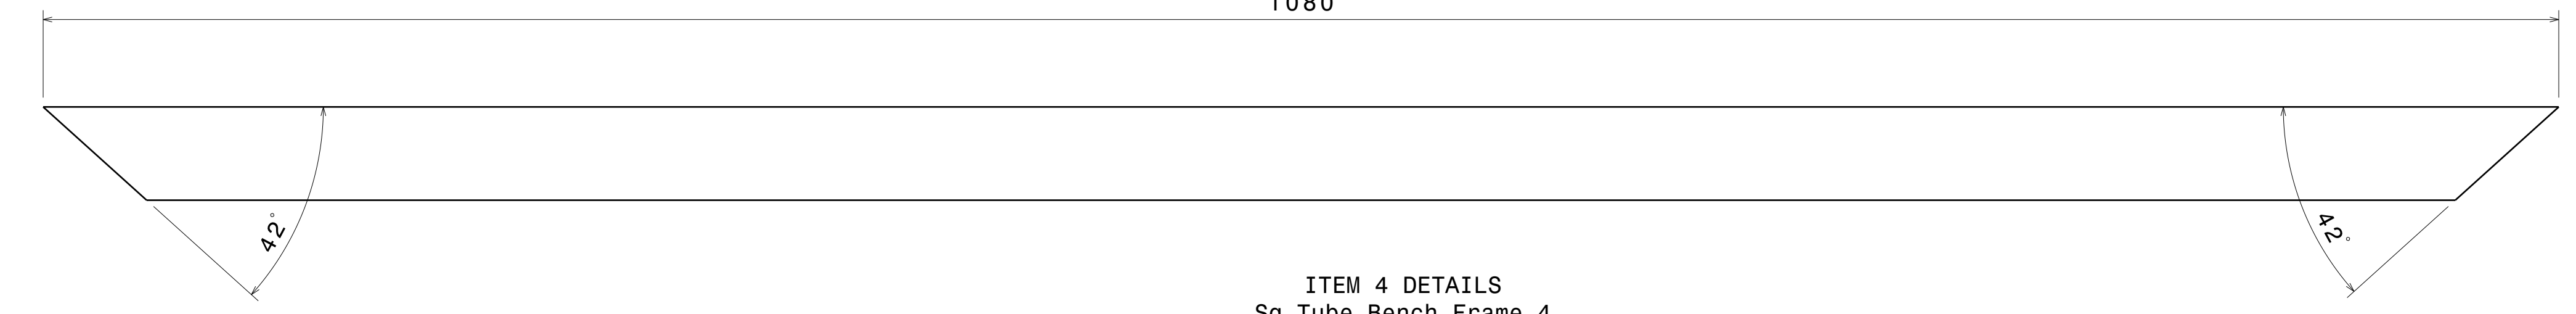 1080
42°
42°
ITEM 4 DETAILS
Sq Tube Bench Frame 4